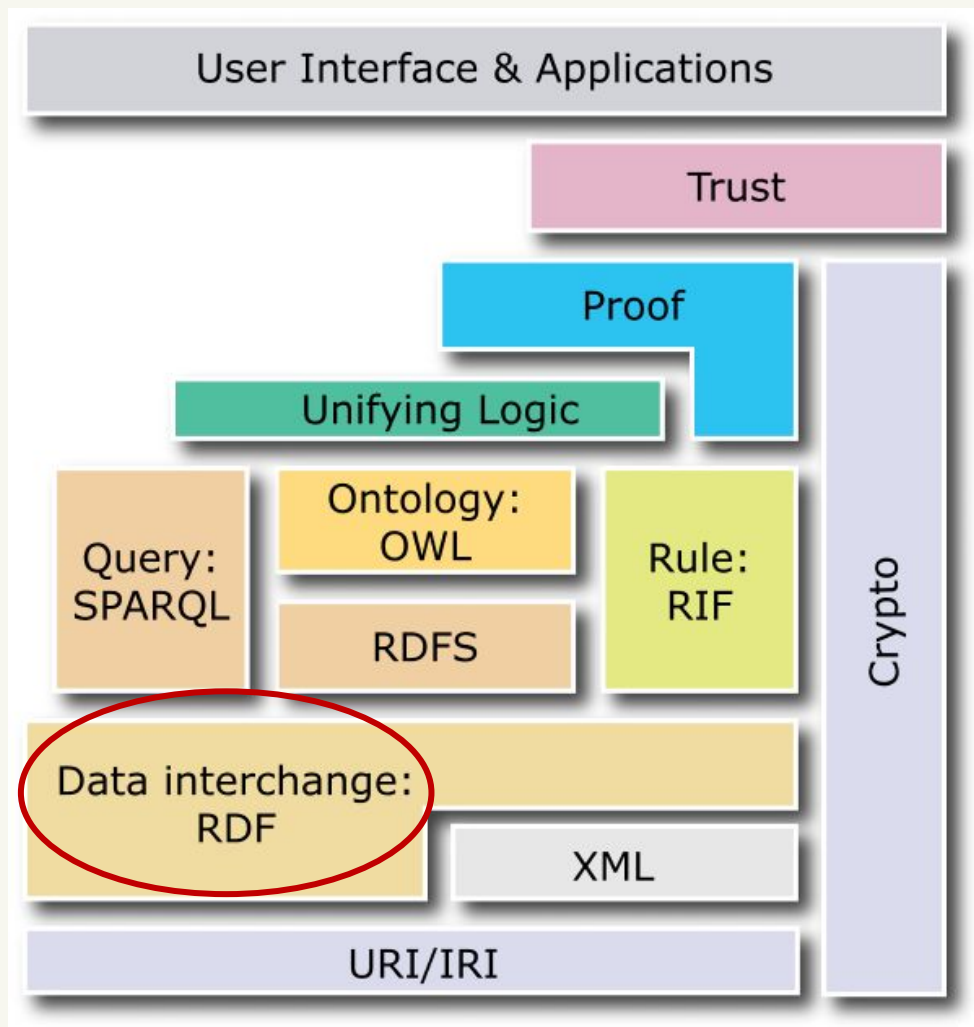 User Interface & Applications
Trust
Proof
Unifying Logic
Query:
SPARQL
Ontology:
OWL
RDFS
Rule:
RIF
Crypto
Data interchange:
RDF
XML
URI/IRI